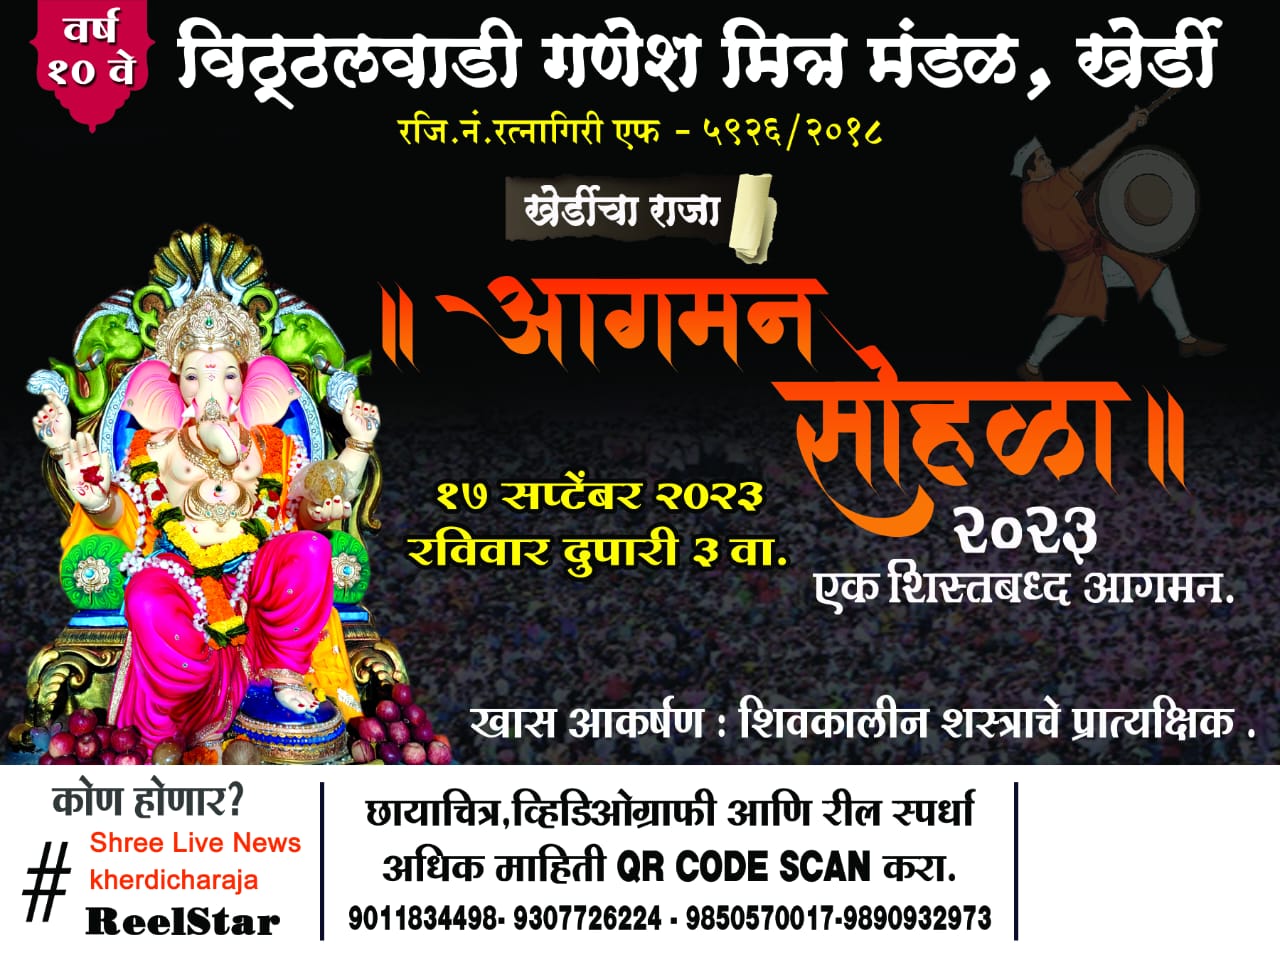 वर्ष
१० वे
विठ्ठलवाडी गणेश मित्र मंडळ, खेर्डी
रजि.नं.रत्नागिरी एफ - ५९२६/२०१८
खेर्डीचा राजा
॥ आगमन
सोहळा ॥
२०२३
१७ सप्टेंबर २०२३
रविवार दुपारी ३ वा.
एक शिस्तबध्द आगमन.
खास आकर्षण : शिवकालीन शस्त्राचे प्रात्यक्षिक .
कोण होणार?
# Shree Live News
kherdicharaja
ReelStar
छायाचित्र,व्हिडिओग्राफी आणि रील स्पर्धा
अधिक माहिती QR CODE SCAN करा.
9011834498- 9307726224 - 9850570017-9890932973